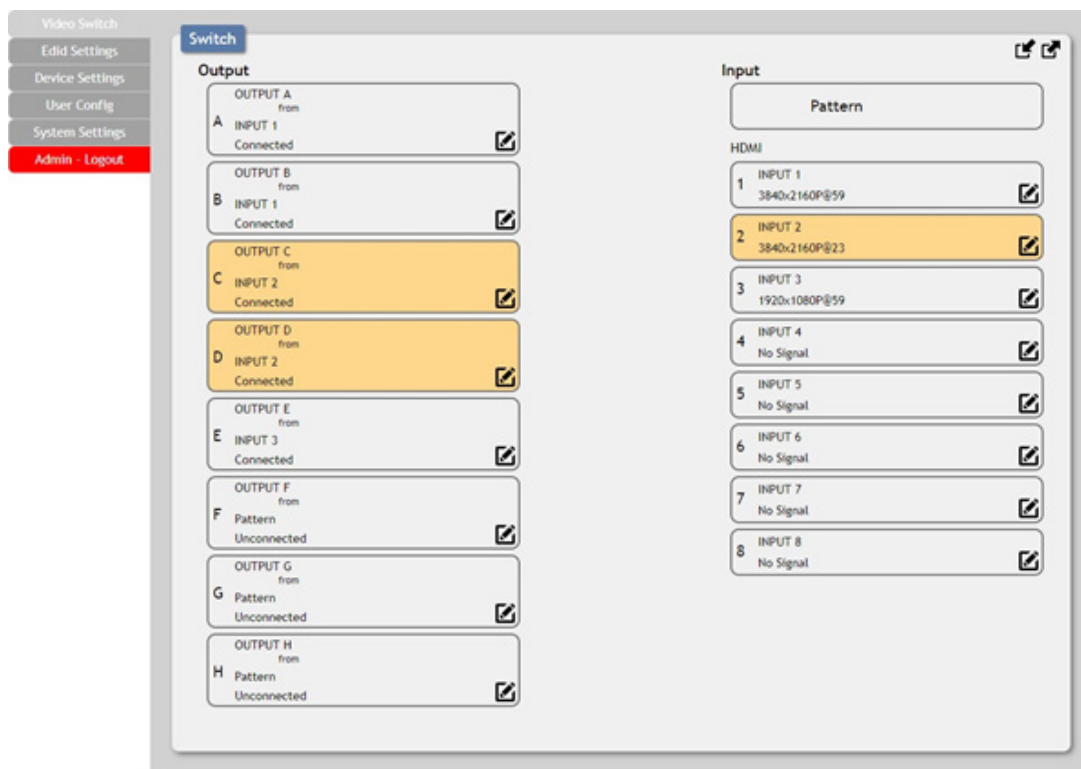 Video Switch
Edid Settings
Device Settings
User Config
System Settings
Admin - Logout
Switch
Output
A
OUTPUT A
from
INPUT 1
Connected
B
OUTPUT B
from
INPUT 1
Connected
C
OUTPUT C
from
INPUT 2
Connected
D
OUTPUT D
from
INPUT 2
Connected
E
OUTPUT E
from
INPUT 3
Connected
F
OUTPUT F
from
Pattern
Unconnected
G
OUTPUT G
from
Pattern
Unconnected
H
OUTPUT H
from
Pattern
Unconnected
Input
Pattern
HDMI
1
INPUT 1
3840x2160P@59
2
INPUT 2
3840x2160P@23
3
INPUT 3
1920x1080P@59
4
INPUT 4
No Signal
5
INPUT 5
No Signal
6
INPUT 6
No Signal
7
INPUT 7
No Signal
8
INPUT 8
No Signal